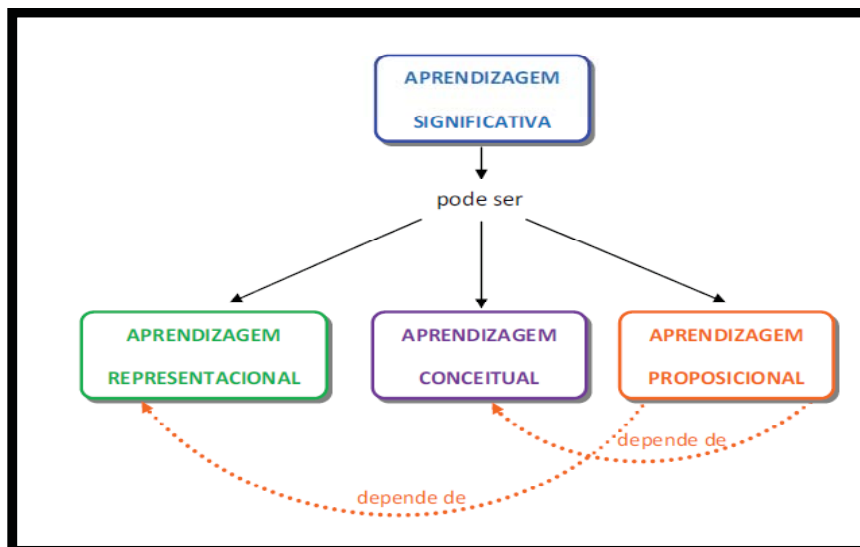 APRENDIZAGEM
SIGNIFICATIVA
pode ser
APRENDIZAGEM
REPRESENTACIONAL
APRENDIZAGEM
CONCEITUAL
APRENDIZAGEM
PROPOSICIONAL
depende de
depende de